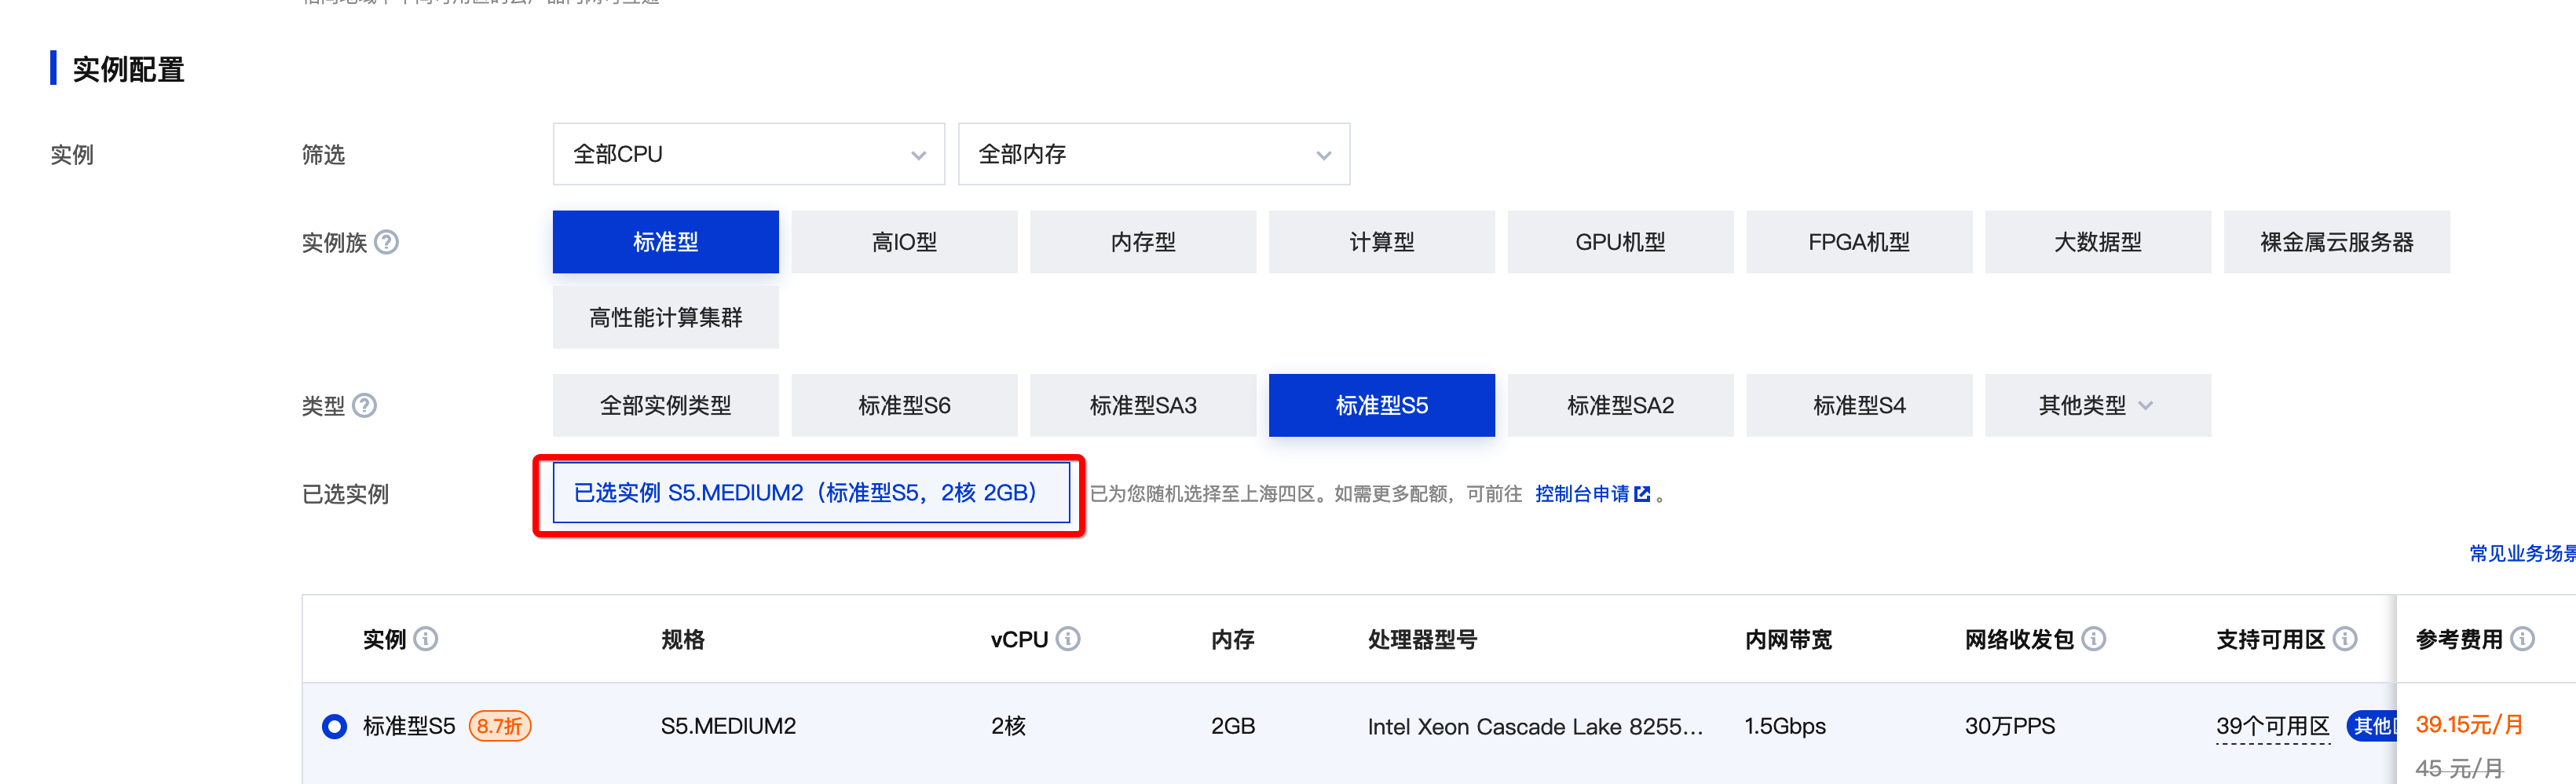 实例配置
实例
筛选
全部CPU
全部内存
实例族
标准型
高IO型
内存型
计算型
GPU机型
FPGA机型
大数据型
裸金属云服务器
高性能计算集群
类型
全部实例类型
标准型S6
标准型SA3
标准型S5
标准型SA2
标准型S4
其他类型
已选实例
已选实例 S5.MEDIUM2（标准型S5，2核 2GB）
已为您随机选择至上海四区。如需更多配额，可前往 控制台申请 。
常见业务场景
实例 规格 vCPU 内存 处理器型号 内网带宽 网络收发包 支持可用区 参考费用
标准型S5 8.7折 S5.MEDIUM2 2核 2GB Intel Xeon Cascade Lake 8255... 1.5Gbps 30万PPS 39个可用区 其他 39.15元/月
45 元/月